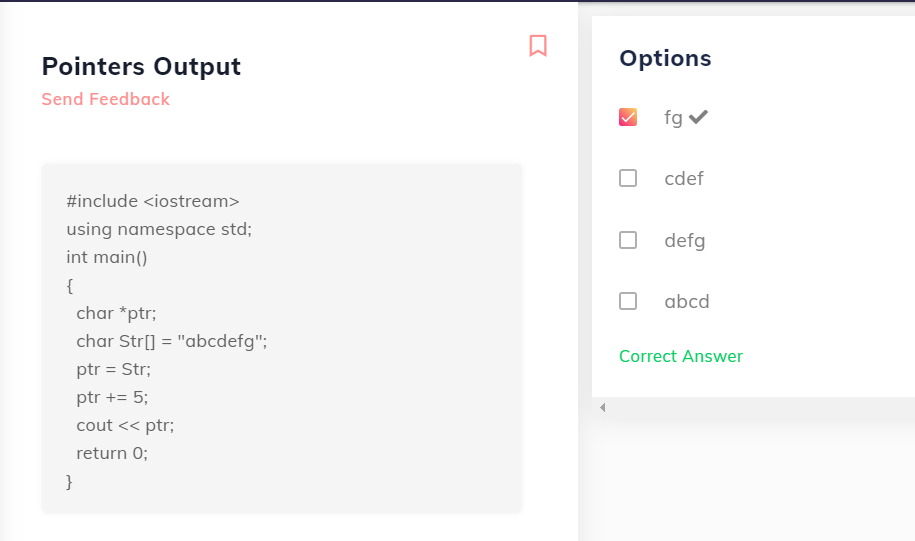 Pointers Output
Send Feedback
#include <iostream>
using namespace std;
int main()
{
  char *ptr;
  char Str[] = "abcdefg";
  ptr = Str;
  ptr += 5;
  cout << ptr;
  return 0;
}
Options
fg
cdef
defg
abcd
Correct Answer